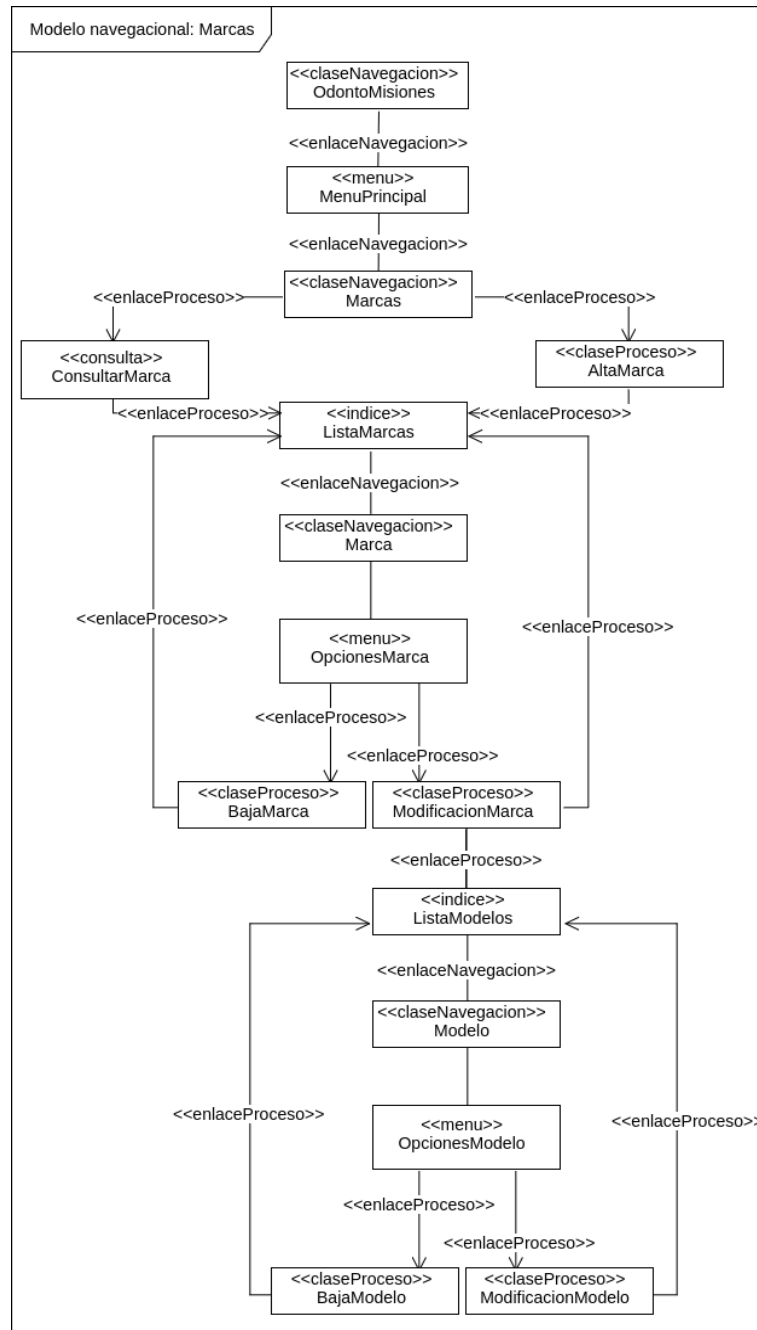 Modelo navegacional: Marcas
<<claseNavegacion>>
OdontoMisiones
<<enlaceNavegacion>>
<<menu>>
MenuPrincipal
<<enlaceNavegacion>>
<<claseNavegacion>>
Marcas
<<enlaceProceso>>
<<enlaceProceso>>
<<consulta>>
ConsultarMarca
<<claseProceso>>
AltaMarca
<<enlaceProceso>>
<<indice>>
ListaMarcas
<<enlaceProceso>>
<<enlaceNavegacion>>
<<claseNavegacion>>
Marca
<<enlaceProceso>>
<<enlaceProceso>>
<<menu>>
OpcionesMarca
<<enlaceProceso>>
<<enlaceProceso>>
<<claseProceso>>
BajaMarca
<<claseProceso>>
ModificacionMarca
<<enlaceProceso>>
<<indice>>
ListaModelos
<<enlaceNavegacion>>
<<claseNavegacion>>
Modelo
<<enlaceProceso>>
<<menu>>
OpcionesModelo
<<enlaceProceso>>
<<enlaceProceso>>
<<enlaceProceso>>
<<claseProceso>>
BajaModelo
<<claseProceso>>
ModificacionModelo